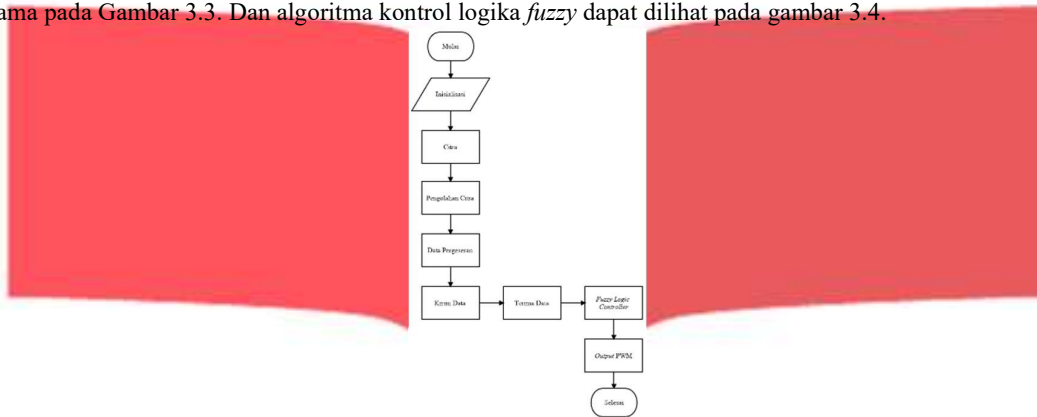 ama pada Gambar 3.3. Dan algoritma kontrol logika fuzzy dapat dilihat pada gambar 3.4.
Mulai
Inisialisasi
Citra
Pengolahan Citra
Data Pergeseran
Kirim Data
Terima Data
Fuzzy Logic
Controller
Output PWM
Selesai